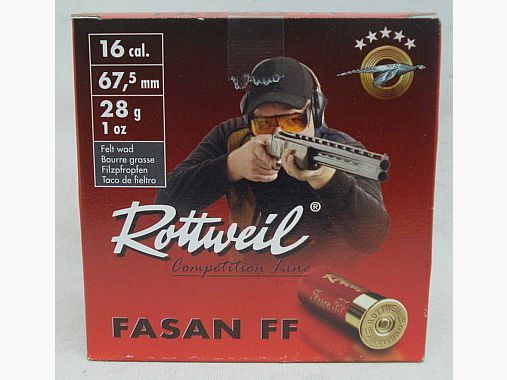 16 cal.
67,5 mm
28 g
1 oz
Felt wad
Bourre grasse
Filzpfropfen
Taco de fieltro
Rottweil®
Competition Line
FASAN FF